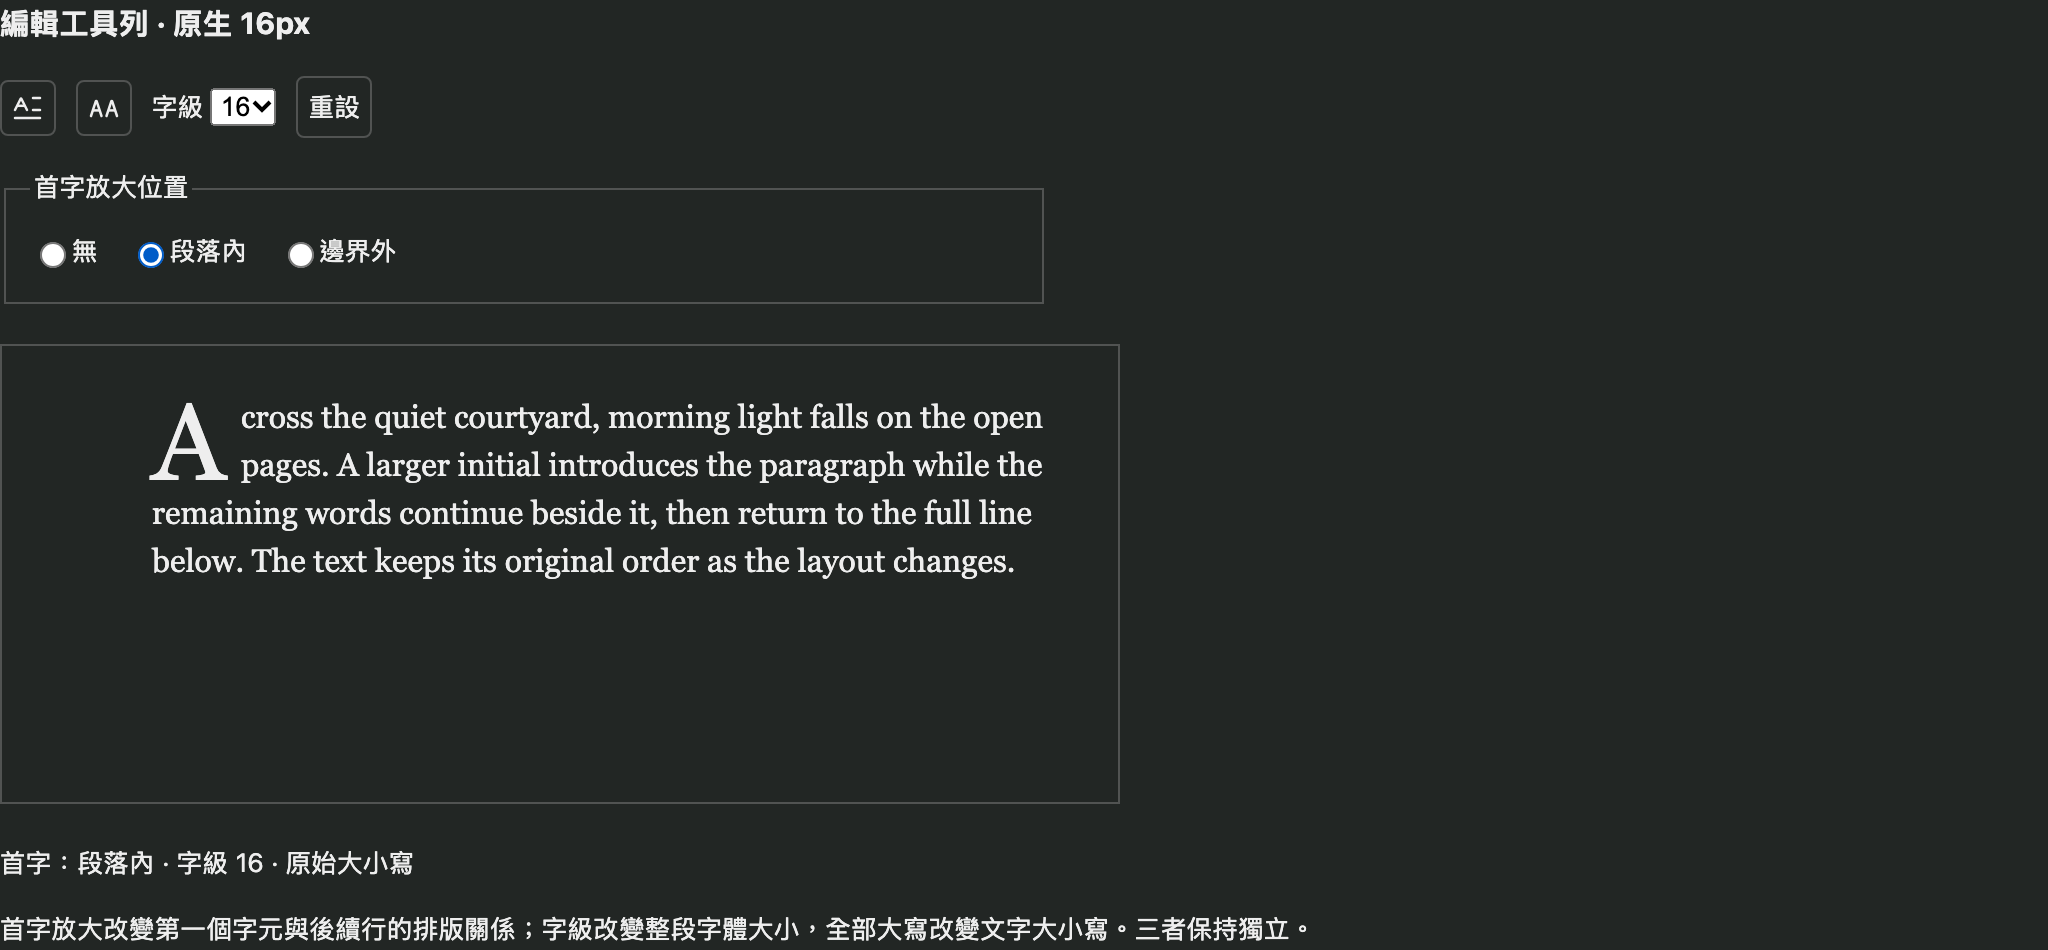 編輯工具列 · 原生 16px
A AA 字級 16 重設
首字放大位置
無 段落內 邊界外
Across the quiet courtyard, morning light falls on the open
pages. A larger initial introduces the paragraph while the
remaining words continue beside it, then return to the full line
below. The text keeps its original order as the layout changes.
首字：段落內 · 字級 16 · 原始大小寫
首字放大改變第一個字元與後續行的排版關係；字級改變整段字體大小，全部大寫改變文字大小寫。三者保持獨立。